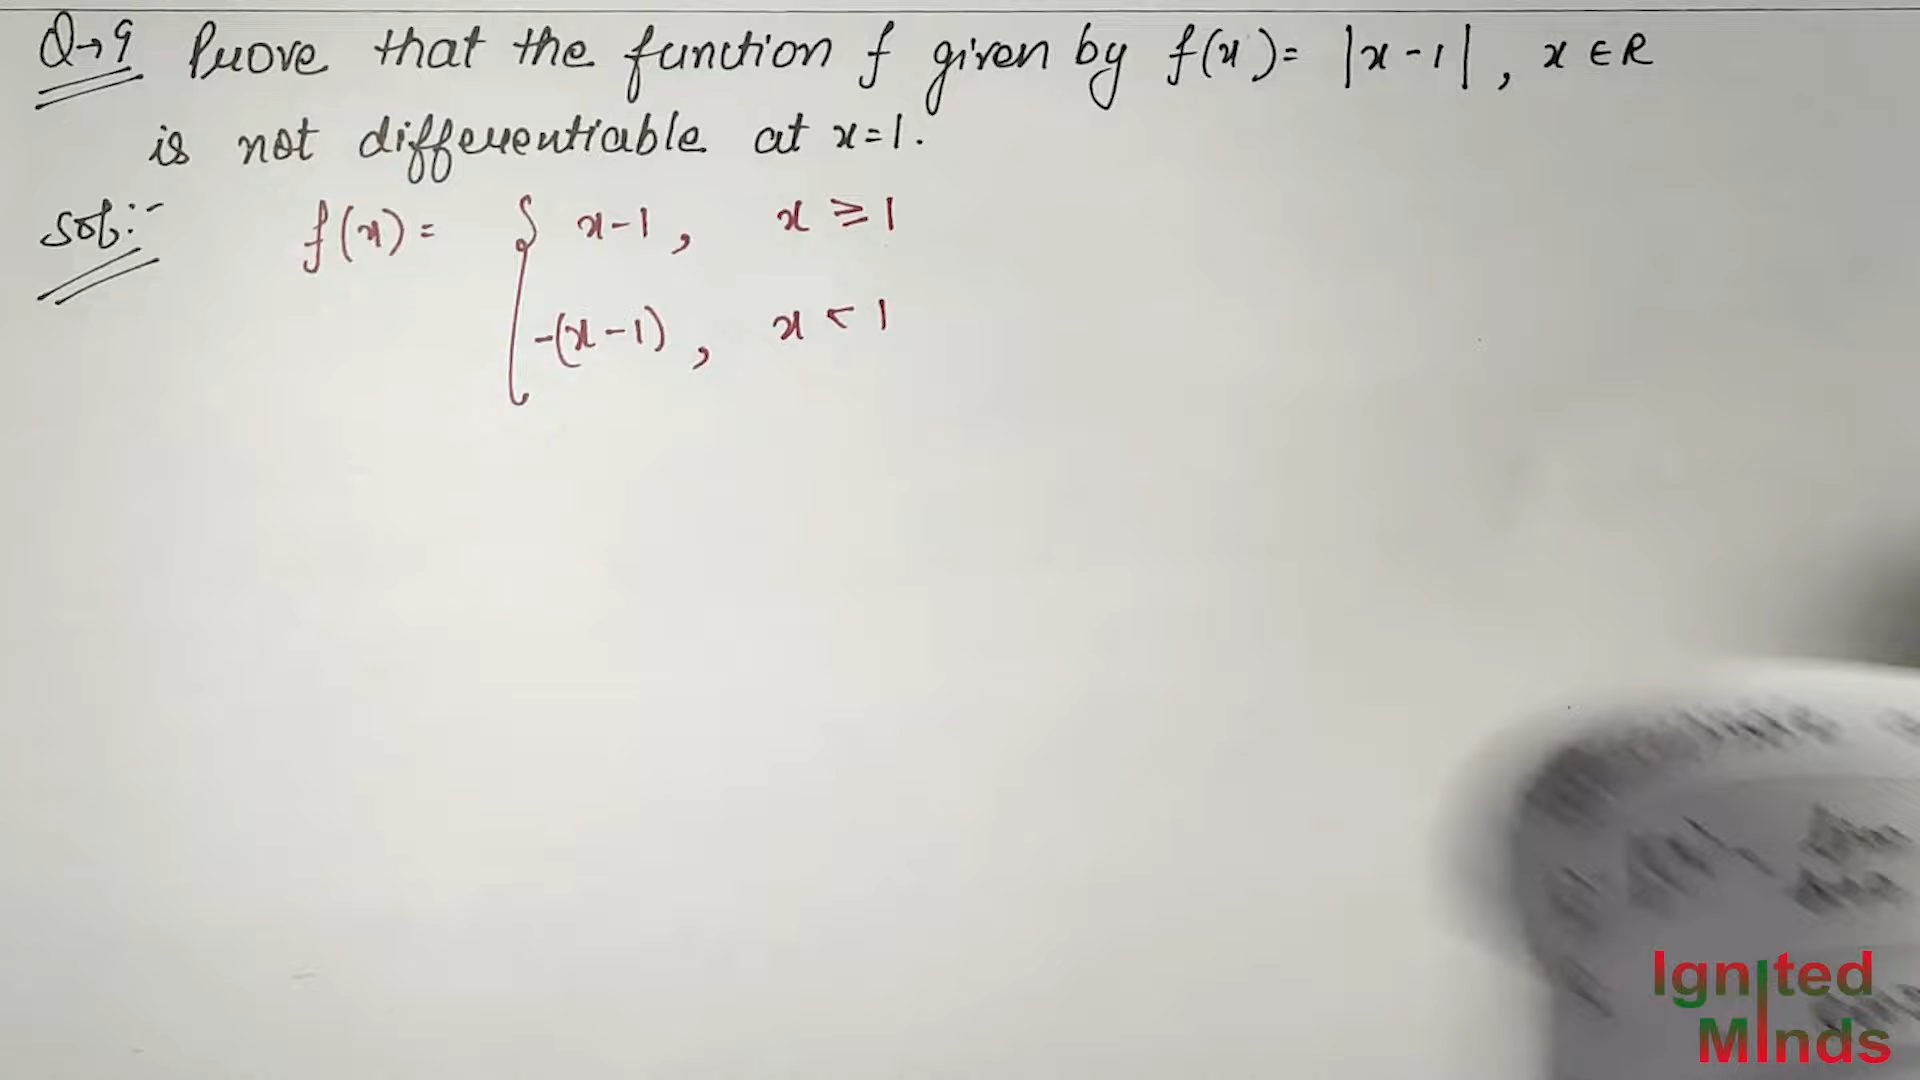 Q→9 Prove that the function f given by f(x)= |x-1|, x∈R
is not differentiable at x=1.
Sol:- f(x)= { x-1, x ≥ 1
-(x-1), x < 1
Ignited
Minds